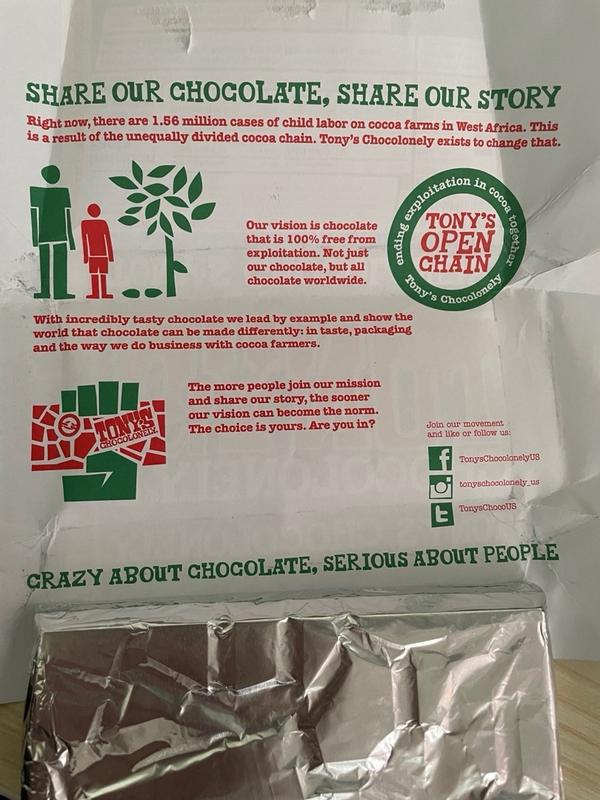 SHARE OUR CHOCOLATE, SHARE OUR STORY
Right now, there are 1.56 million cases of child labor on cocoa farms in West Africa. This
is a result of the unequally divided cocoa chain. Tony's Chocolonely exists to change that.
Our vision is chocolate
that is 100% free from
exploitation. Not just
our chocolate, but all
chocolate worldwide.
ending exploitation in cocoa together
TONY'S
OPEN
CHAIN
Tony's Chocolonely
With incredibly tasty chocolate we lead by example and show the
world that chocolate can be made differently: in taste, packaging
and the way we do business with cocoa farmers.
TONY'S
CHOCOLONELY
The more people join our mission
and share our story, the sooner
our vision can become the norm.
The choice is yours. Are you in?
Join our movement
and like or follow us:
f TonysChocolonelyUS
tonyschocolonely_us
t TonysChocoUS
CRAZY ABOUT CHOCOLATE, SERIOUS ABOUT PEOPLE